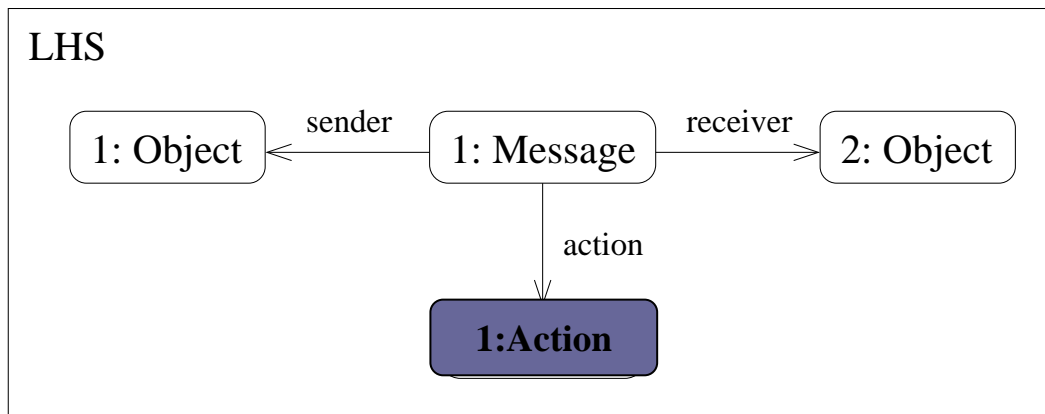 LHS
sender
receiver
1: Object
1: Message
2: Object
action
1:Action